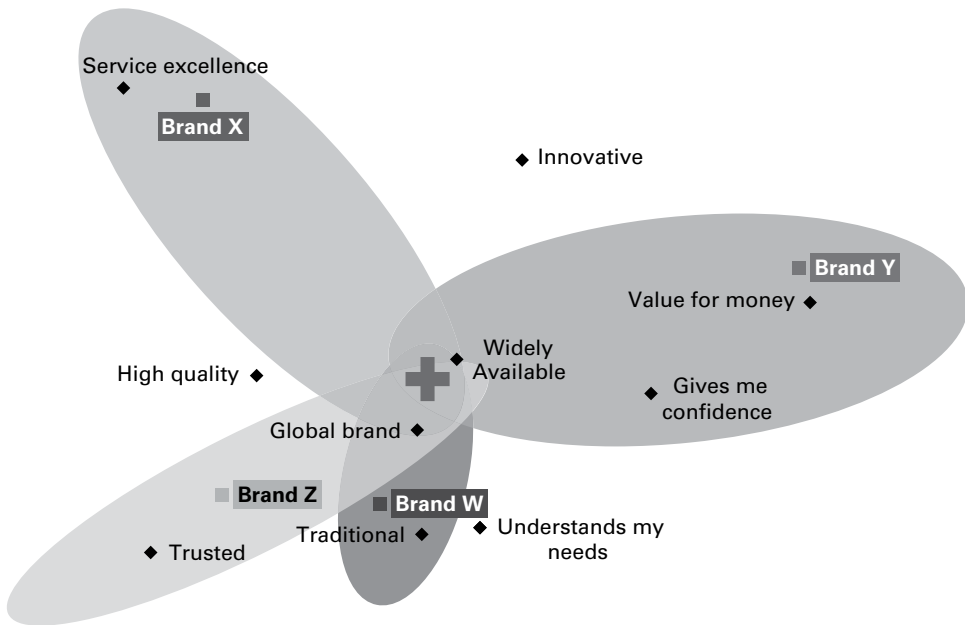 Service excellence
Brand X
Innovative
Brand Y
Value for money
Widely
Available
High quality
Gives me
confidence
Global brand
Brand Z
Brand W
Traditional
Understands my
needs
Trusted